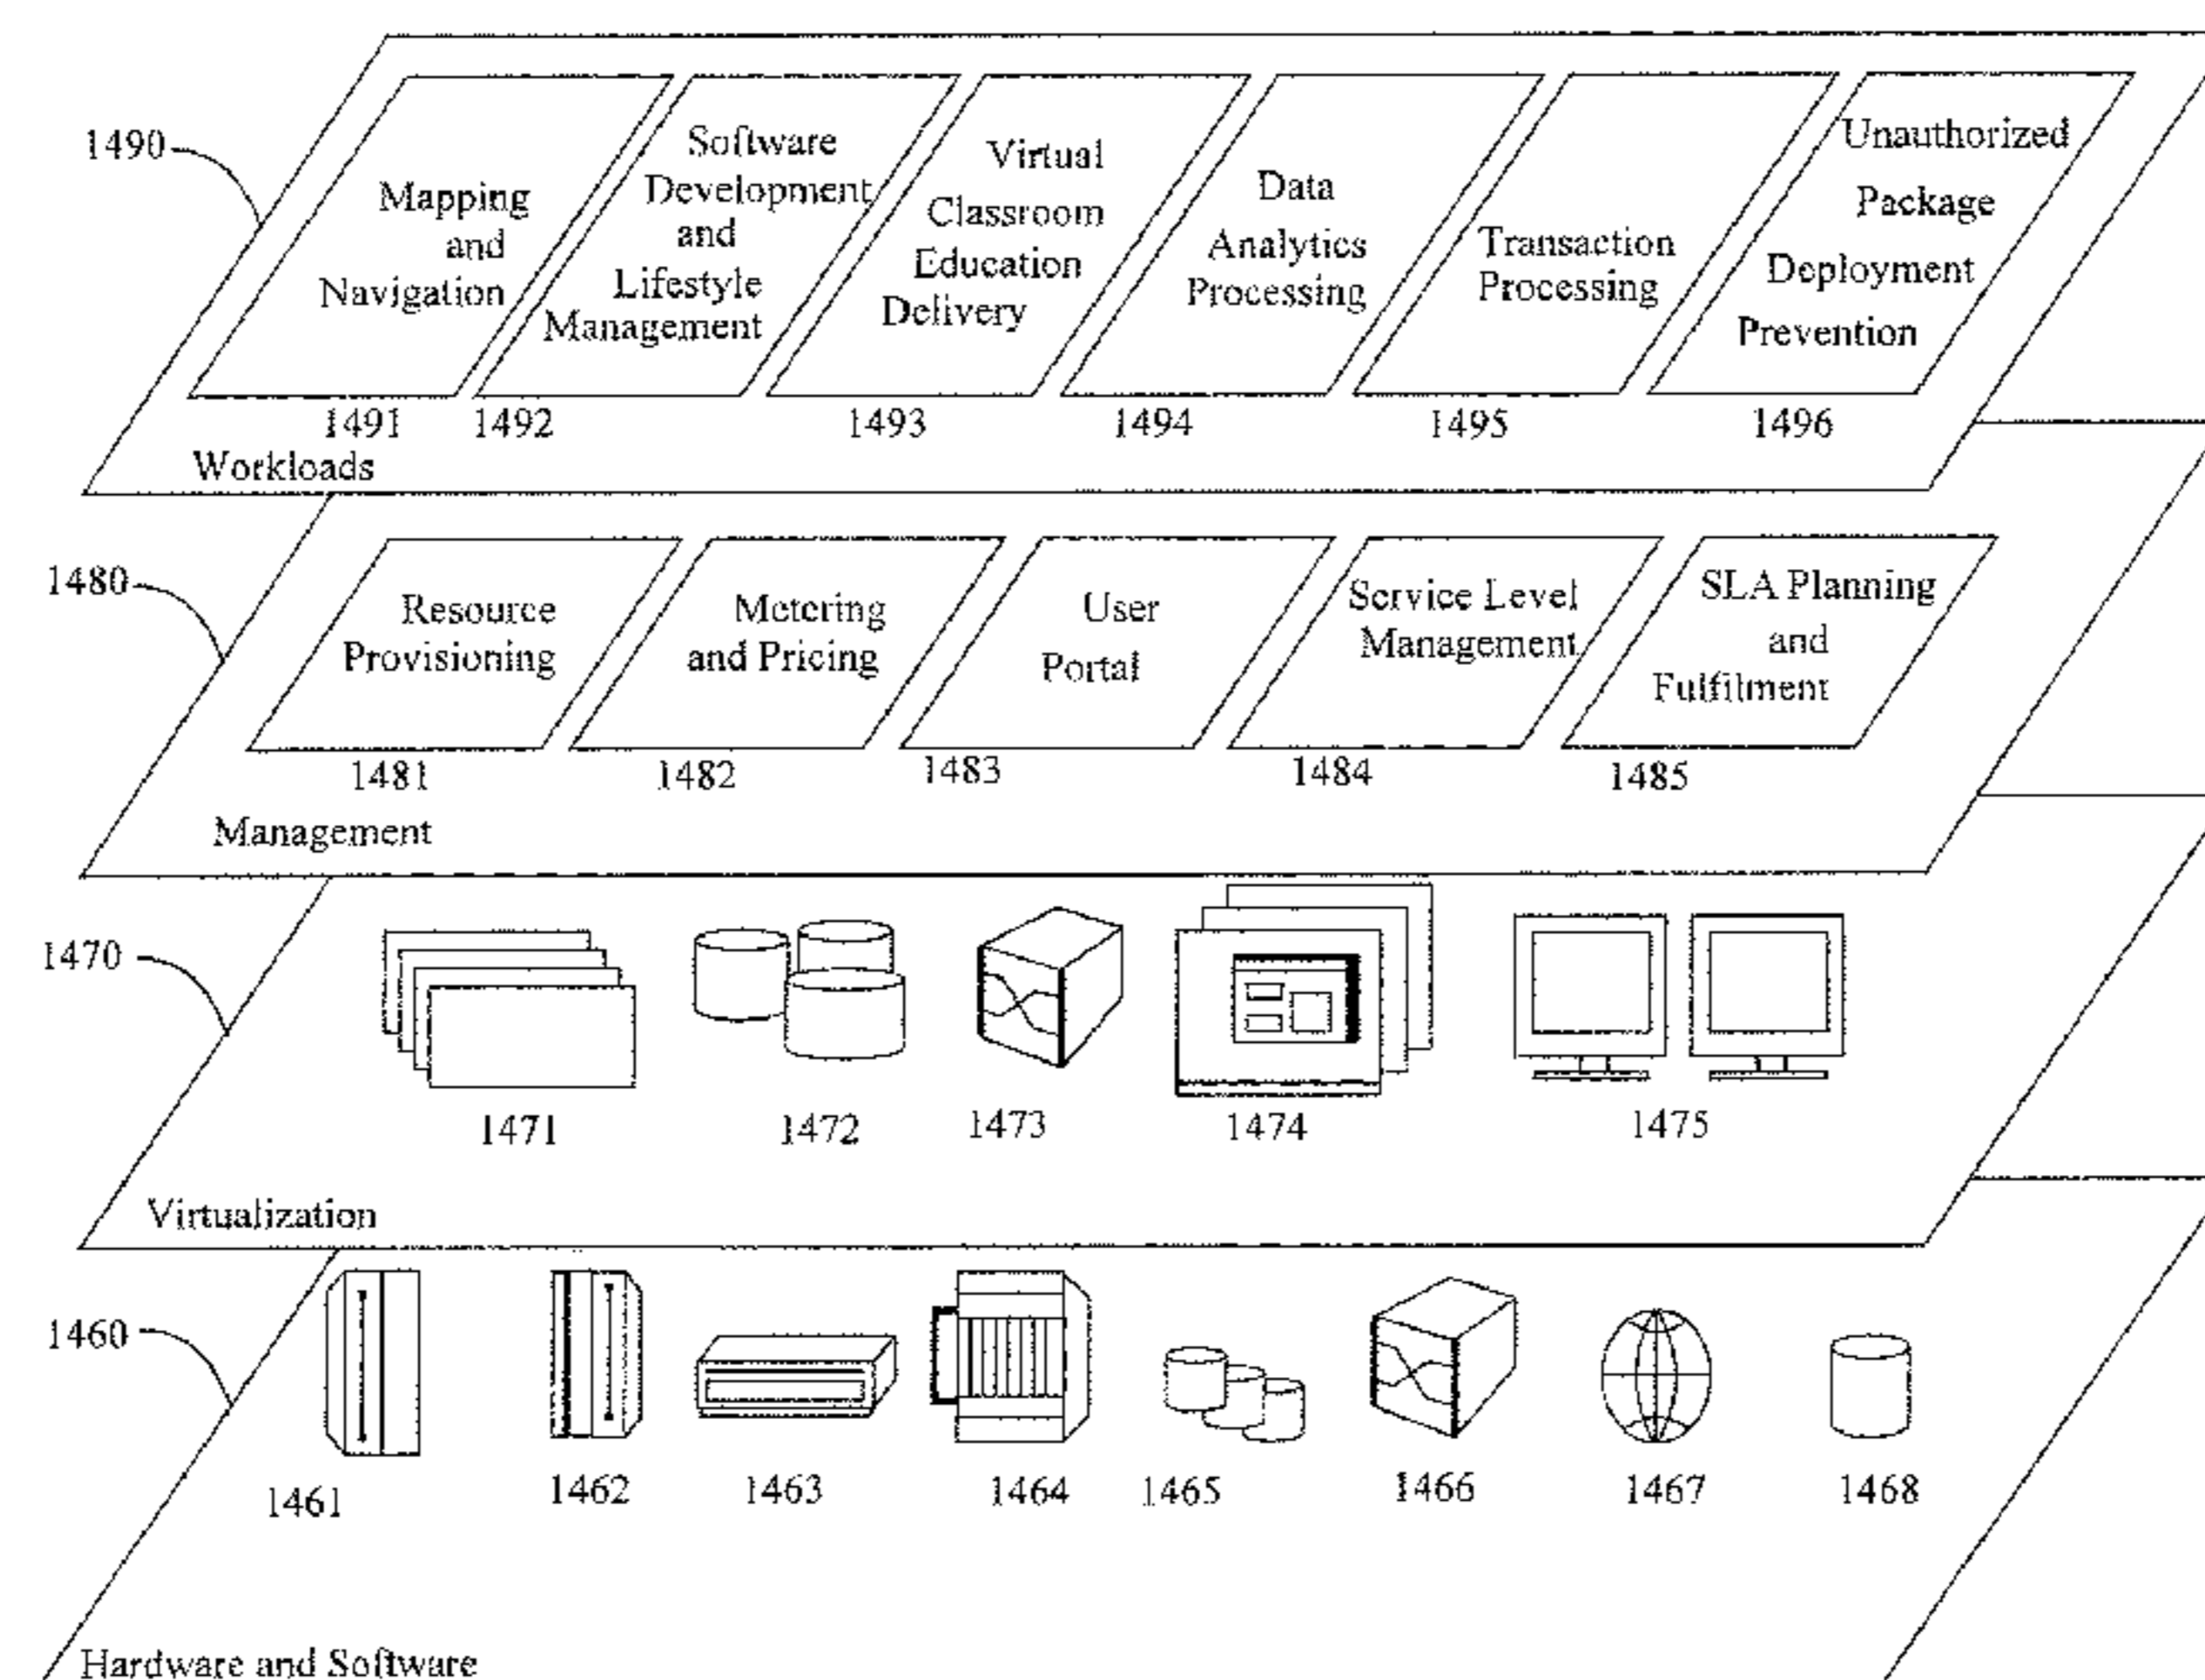 1490
Mapping
and
Navigation
Software
Development
and
Lifestyle
Management
Virtual
Classroom
Education
Delivery
Data
Analytics
Processing
Transaction
Processing
Unauthorized
Package
Deployment
Prevention
1491 1492 1493 1494 1495 1496
Workloads
1480
Resource
Provisioning
Metering
and Pricing
User
Portal
Service Level
Management
SLA Planning
and
Fulfilment
1481 1482 1483 1484 1485
Management
1470
1471 1472 1473 1474 1475
Virtualization
1460
1461 1462 1463 1464 1465 1466 1467 1468
Hardware and Software